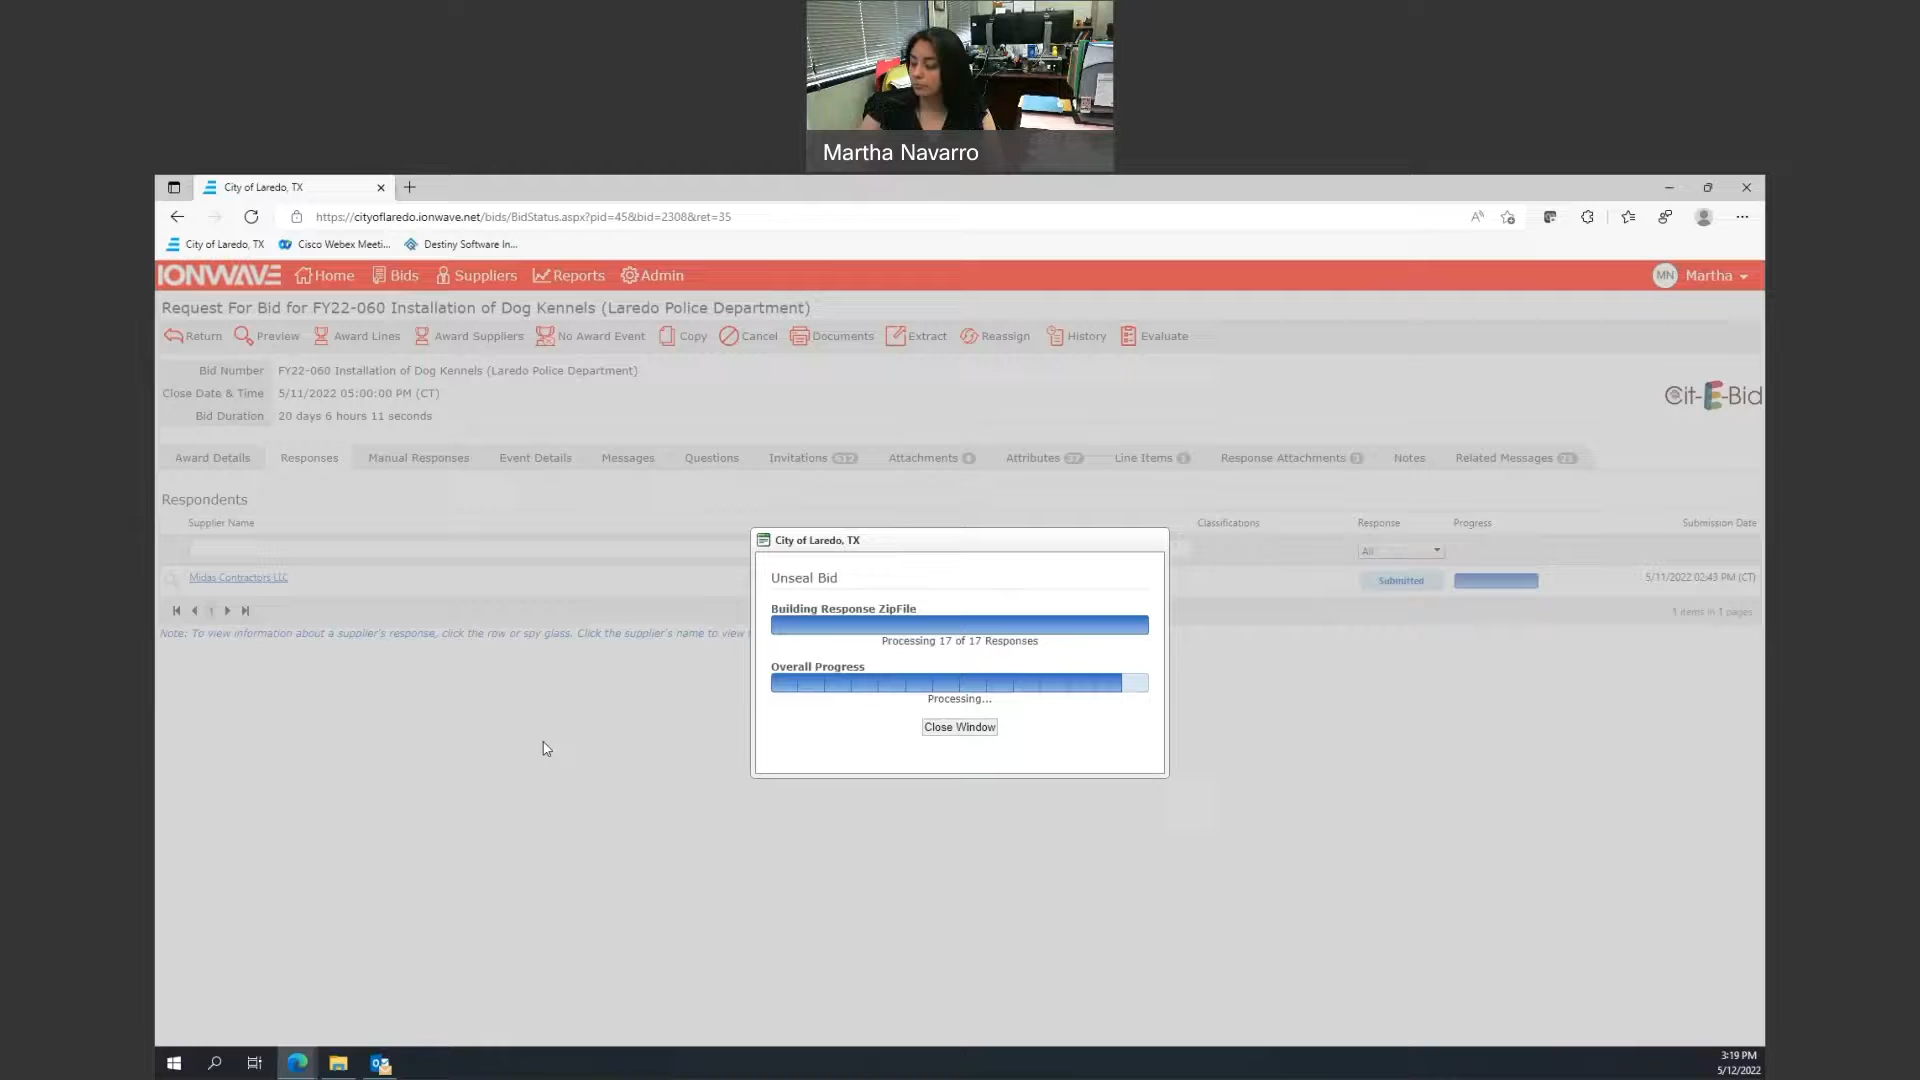 Martha Navarro
City of Laredo, TX
https://cityoflaredo.ionwave.net/bids/BidStatus.aspx?pid=45&bid=2308&ret=35
City of Laredo, TX Cisco Webex Meeti... Destiny Software In...
IONWAVE Home Bids Suppliers Reports Admin MN Martha
Request For Bid for FY22-060 Installation of Dog Kennels (Laredo Police Department)
Return Preview Award Lines Award Suppliers No Award Event Copy Cancel Documents Extract Reassign History Evaluate
Bid Number FY22-060 Installation of Dog Kennels (Laredo Police Department)
Close Date & Time 5/11/2022 05:00:00 PM (CT)
Cit-E-Bid
Bid Duration 20 days 6 hours 11 seconds
Award Details Responses Manual Responses Event Details Messages Questions Invitations Attachments Attributes Line Items Response Attachments Notes Related Messages
Respondents
Supplier Name Classifications Response Progress Submission Date
All
Midas Contractors LLC Submitted 5/11/2022 02:43 PM (CT)
1 1 items in 1 pages
Note: To view information about a supplier's response, click the row or spy glass. Click the supplier's name to view
City of Laredo, TX
Unseal Bid
Building Response ZipFile
Processing 17 of 17 Responses
Overall Progress
Processing...
Close Window
3:19 PM
5/12/2022